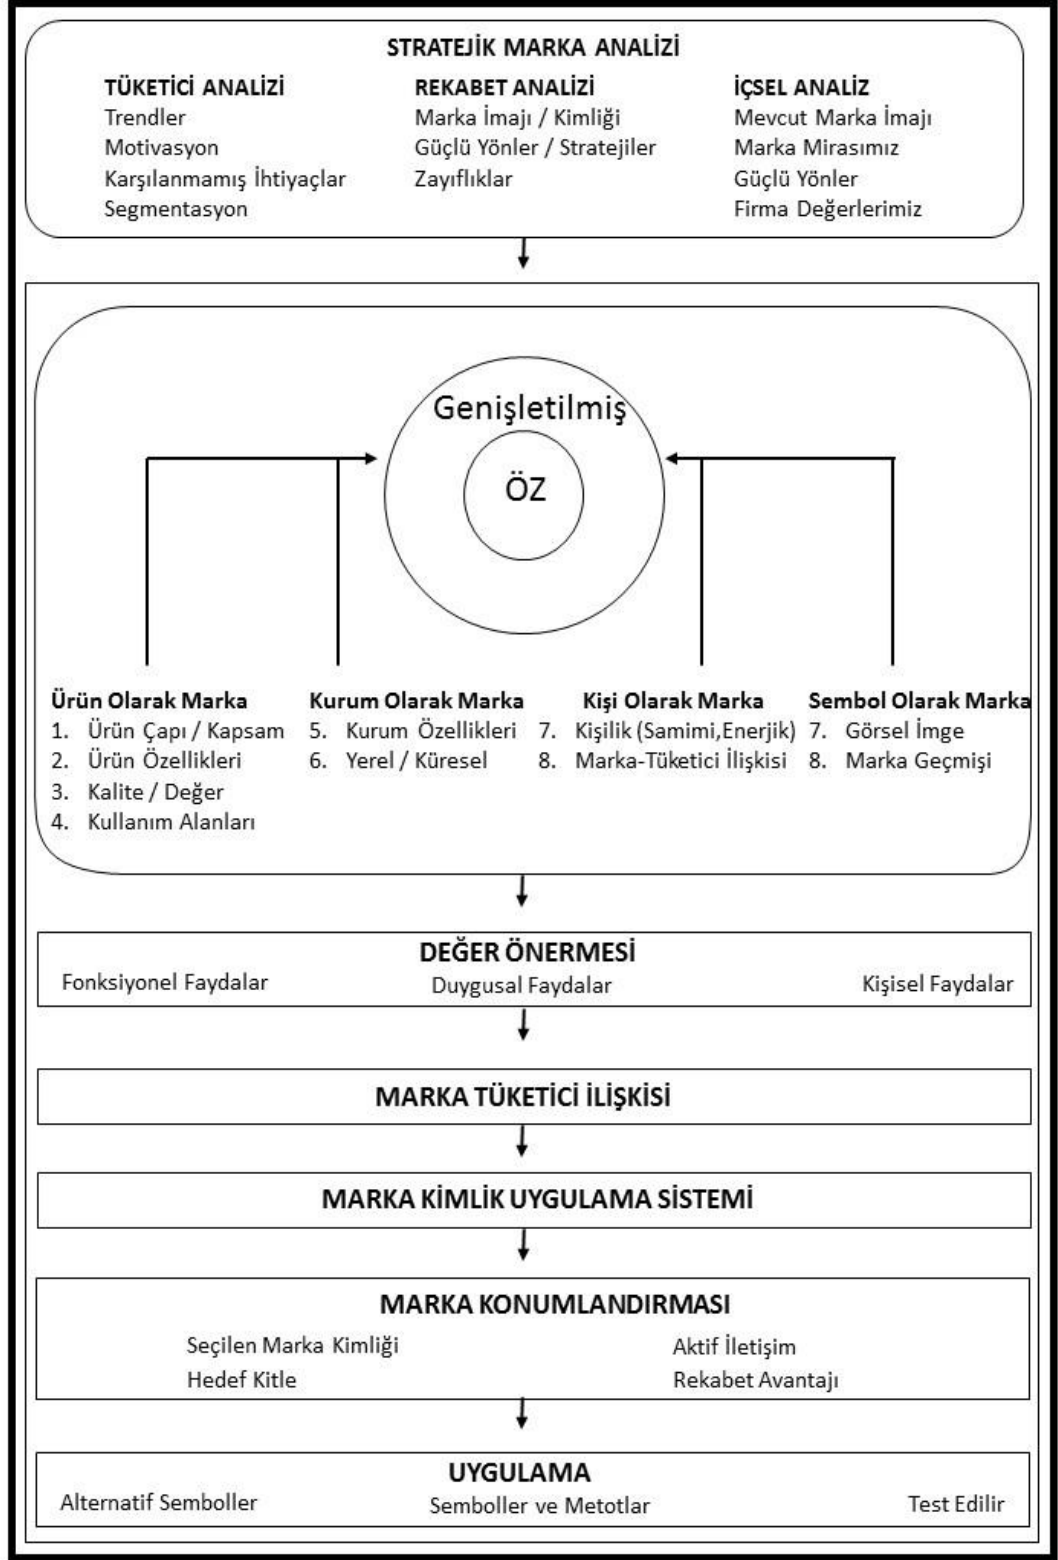 STRATEJİK MARKA ANALİZİ
TÜKETİCİ ANALİZİ
Trendler
Motivasyon
Karşılanmamış İhtiyaçlar
Segmentasyon
REKABET ANALİZİ
Marka İmajı / Kimliği
Güçlü Yönler / Stratejiler
Zayıflıklar
İÇSEL ANALİZ
Mevcut Marka İmajı
Marka Mirasımız
Güçlü Yönler
Firma Değerlerimiz
Genişletilmiş
ÖZ
Ürün Olarak Marka
1. Ürün Çapı / Kapsam
2. Ürün Özellikleri
3. Kalite / Değer
4. Kullanım Alanları
Kurum Olarak Marka
5. Kurum Özellikleri
6. Yerel / Küresel
Kişi Olarak Marka
7. Kişilik (Samimi,Enerjik)
8. Marka-Tüketici İlişkisi
Sembol Olarak Marka
7. Görsel İmge
8. Marka Geçmişi
DEĞER ÖNERMESİ
Fonksiyonel Faydalar
Duygusal Faydalar
Kişisel Faydalar
MARKA TÜKETİCİ İLİŞKİSİ
MARKA KİMLİK UYGULAMA SİSTEMİ
MARKA KONUMLANDIRMASI
Seçilen Marka Kimliği
Hedef Kitle
Aktif İletişim
Rekabet Avantajı
UYGULAMA
Alternatif Semboller
Semboller ve Metotlar
Test Edilir